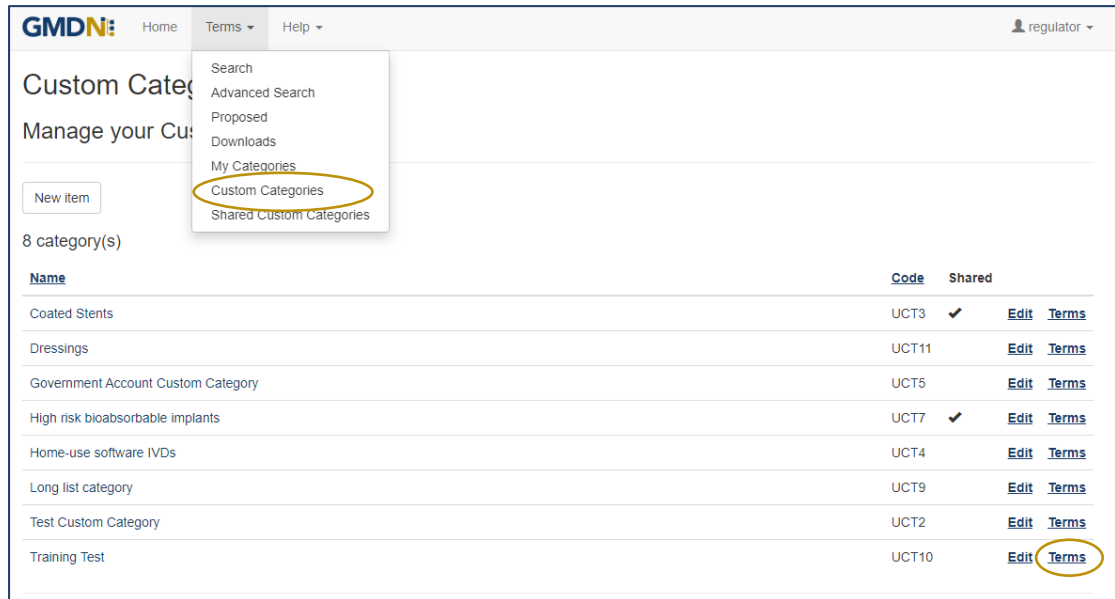 GMDN Home Terms Help regulator
Search
Advanced Search
Proposed
Downloads
My Categories
Custom Categories
Shared Custom Categories
Custom Categ
Manage your Cu
New item
8 category(s)
Name Code Shared
Coated Stents UCT3 ✔ Edit Terms
Dressings UCT11 Edit Terms
Government Account Custom Category UCT5 Edit Terms
High risk bioabsorbable implants UCT7 ✔ Edit Terms
Home-use software IVDs UCT4 Edit Terms
Long list category UCT9 Edit Terms
Test Custom Category UCT2 Edit Terms
Training Test UCT10 Edit Terms